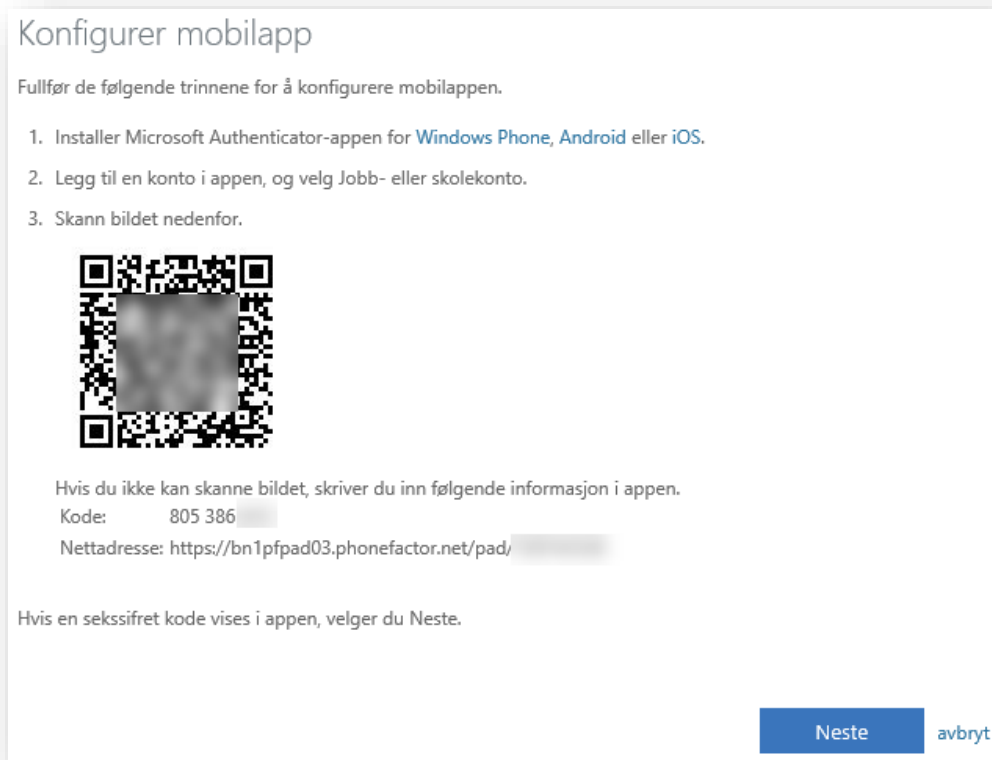 Konfigurer mobilapp
Fullfør de følgende trinnene for å konfigurere mobilappen.
1. Installer Microsoft Authenticator-appen for Windows Phone, Android eller iOS.
2. Legg til en konto i appen, og velg Jobb- eller skolekonto.
3. Skann bildet nedenfor.
Hvis du ikke kan skanne bildet, skriver du inn følgende informasjon i appen.
Kode: 805 386
Nettadresse: https://bn1pfpad03.phonefactor.net/pad/
Hvis en sekssifret kode vises i appen, velger du Neste.
Neste avbryt